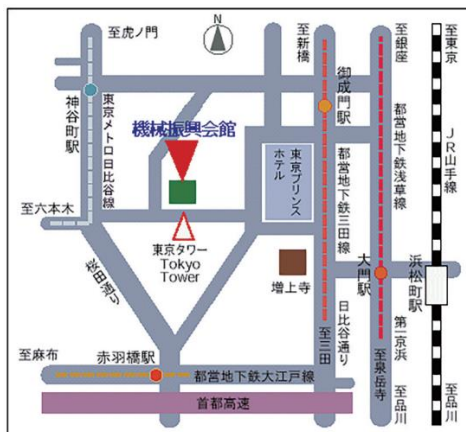 至虎ノ門
N
至新橋
至銀座
至東京
神谷町駅
東京メトロ日比谷線
機械振興会館
御成門駅
都営地下鉄浅草線
JR山手線
東京プリンス
ホテル
都営地下鉄三田線
至六本木
東京タワー
Tokyo
Tower
桜田通り
増上寺
大門駅
浜松町駅
日比谷通り
至三田
第一京浜
至泉岳寺
至品川
至品川
至麻布
赤羽橋駅
都営地下鉄大江戸線
首都高速